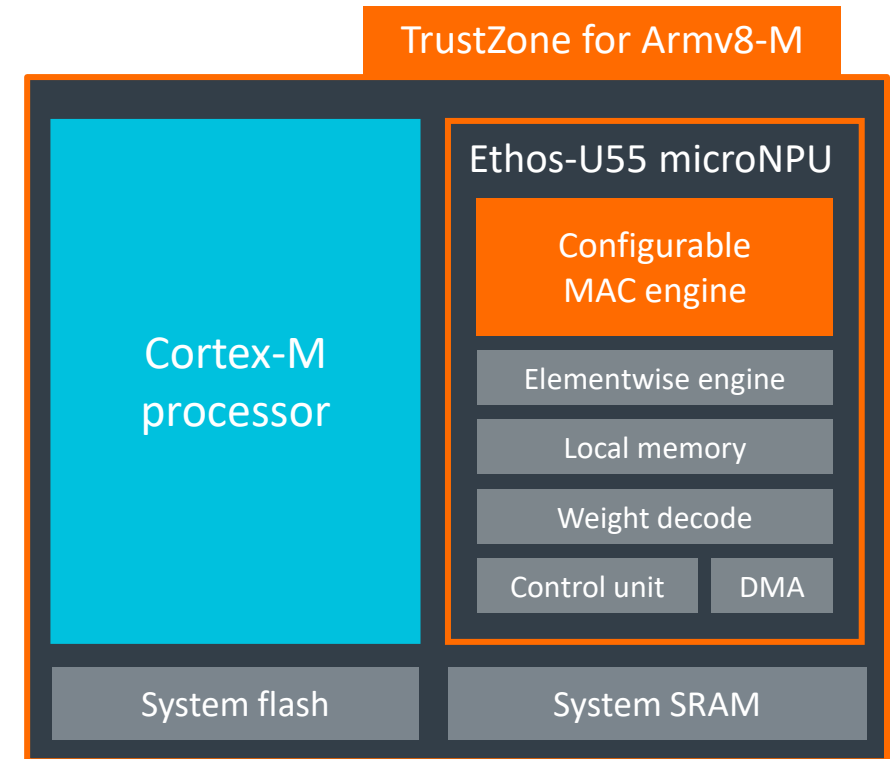 TrustZone for Armv8-M
Cortex-M
processor
Ethos-U55 microNPU
Configurable
MAC engine
Elementwise engine
Local memory
Weight decode
Control unit
DMA
System flash
System SRAM